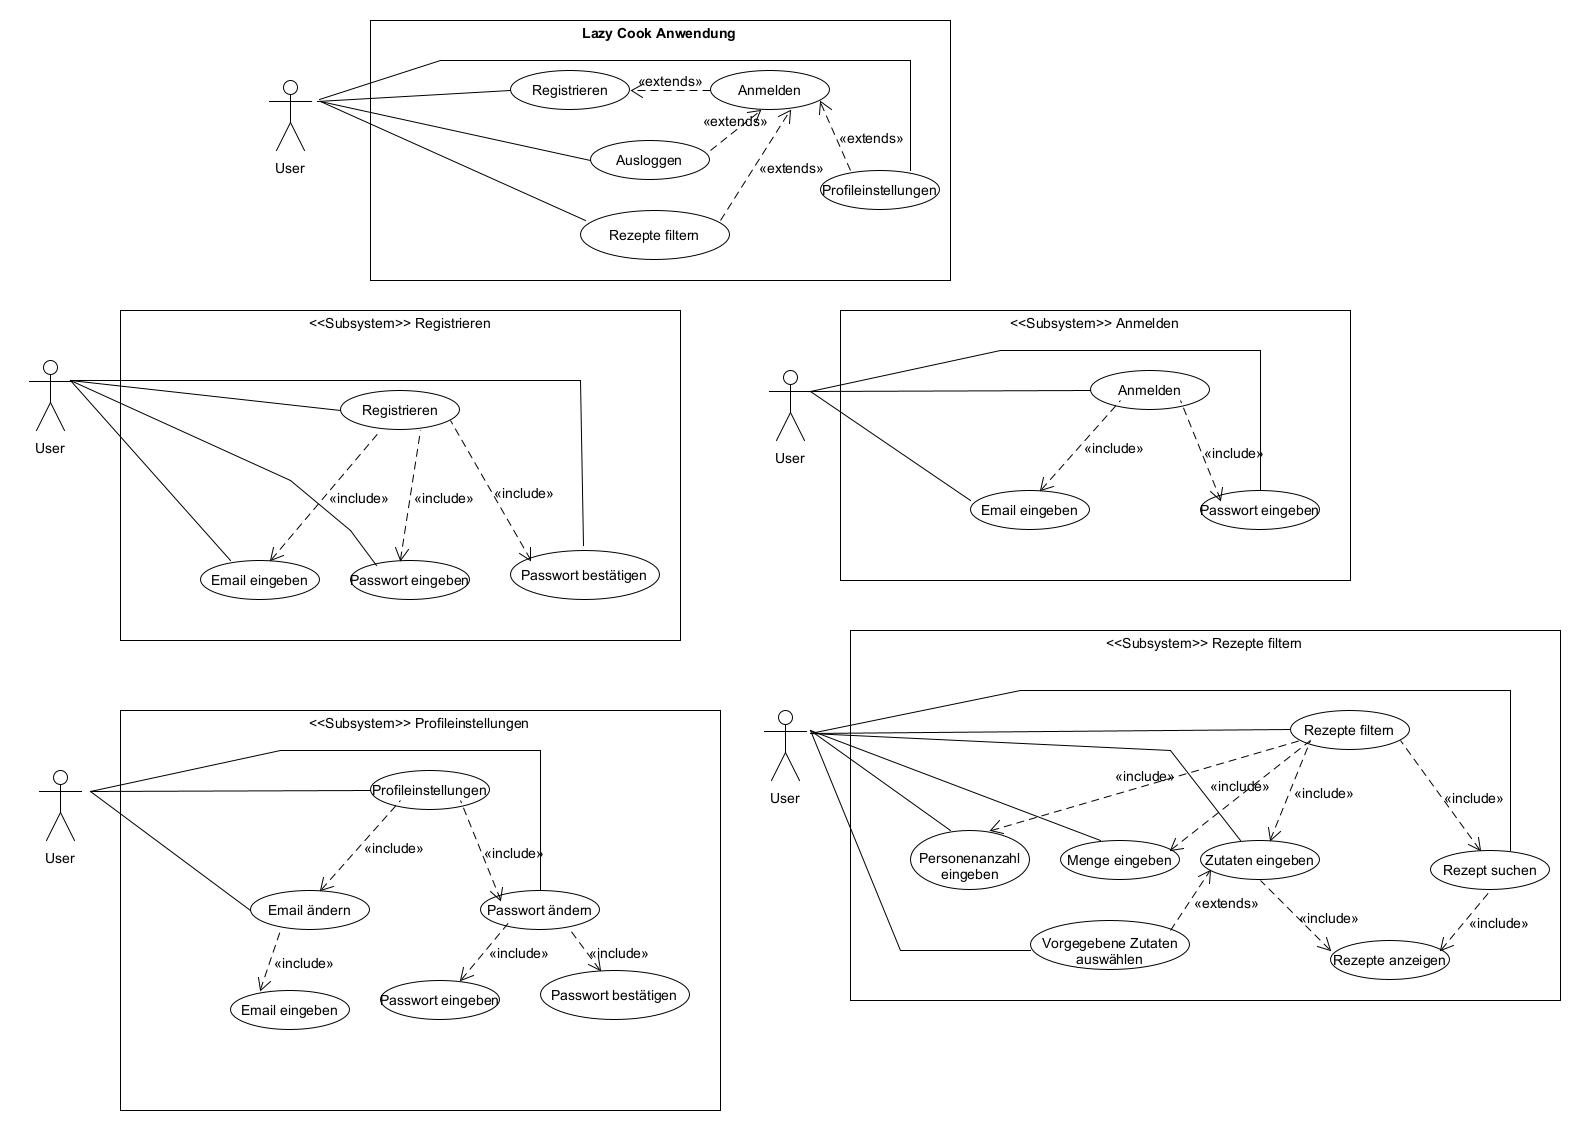 Lazy Cook Anwendung
Registrieren
«extends»
Anmelden
«extends»
«extends»
Ausloggen
«extends»
Profileinstellungen
Rezepte filtern
User
<<Subsystem>> Registrieren
Registrieren
User
«include»
«include»
«include»
Email eingeben
Passwort eingeben
Passwort bestätigen
<<Subsystem>> Anmelden
Anmelden
User
«include»
«include»
Email eingeben
Passwort eingeben
<<Subsystem>> Profileinstellungen
Profileinstellungen
User
«include»
«include»
Email ändern
Passwort ändern
«include»
«include»
«include»
Email eingeben
Passwort eingeben
Passwort bestätigen
<<Subsystem>> Rezepte filtern
Rezepte filtern
User
«include»
«include»
«include»
«include»
Personenanzahl
eingeben
Menge eingeben
Zutaten eingeben
Rezept suchen
«extends»
«include»
«include»
Vorgegebene Zutaten
auswählen
Rezepte anzeigen